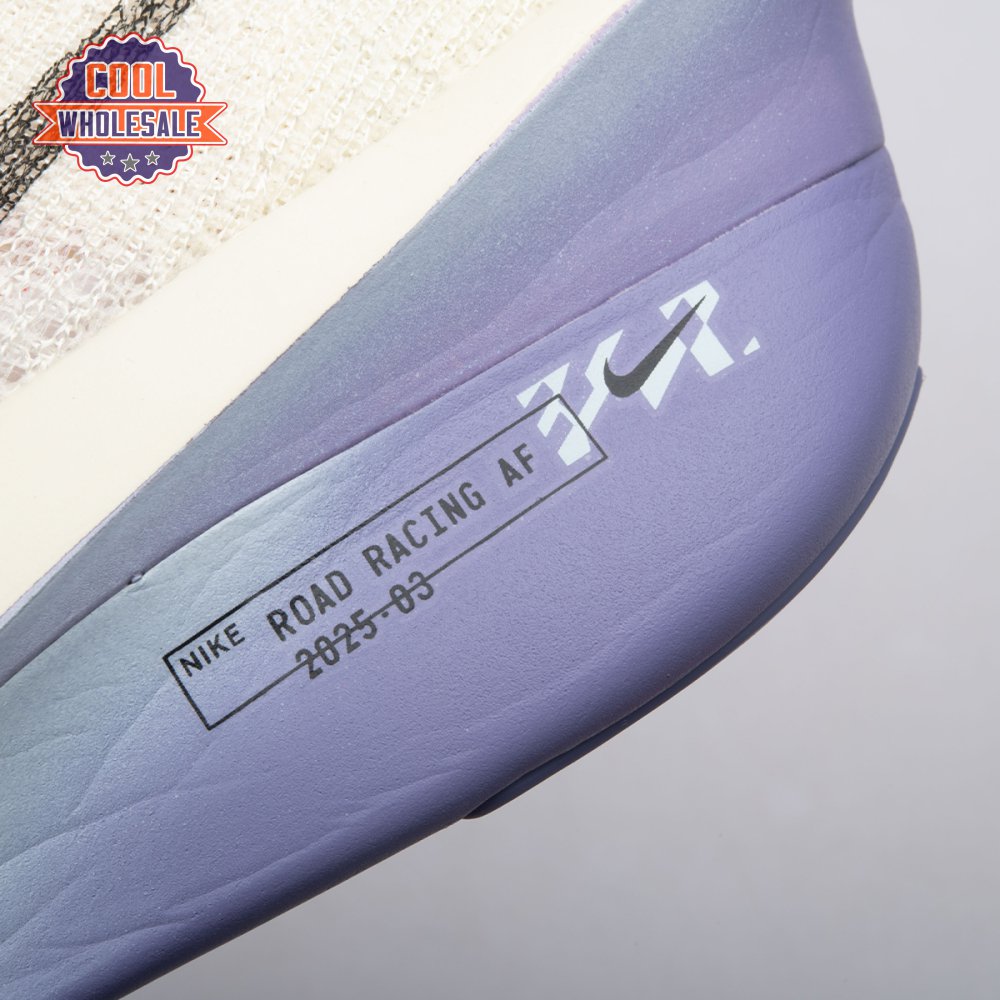 COOL
WHOLESALE
NIKE ROAD RACING AF
2025·03